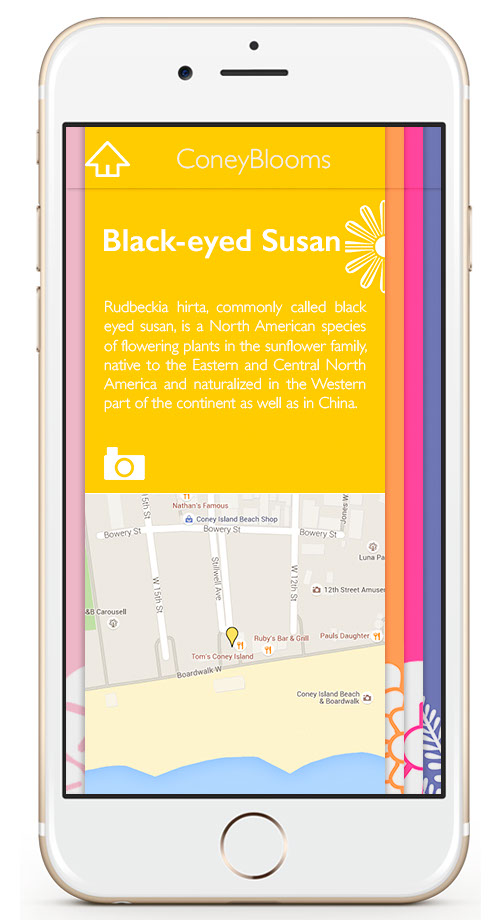 ConeyBlooms
Black-eyed Susan
Rudbeckia hirta, commonly called black
eyed susan, is a North American species
of flowering plants in the sunflower family,
native to the Eastern and Central North
America and naturalized in the Western
part of the continent as well as in China.
W 15th St
Nathan's Famous
Coney Island Beach Shop
Jones W
Bowery St
Bowery St
Bowery St
Luna Pa
W 15th St
Stillwell Ave
W 12th St
12th Street Amuser
&B Carousell
Ruby's Bar & Grill
Pauls Daughter
Tom's Coney Island
Boardwalk W
Coney Island Beach
& Boardwalk